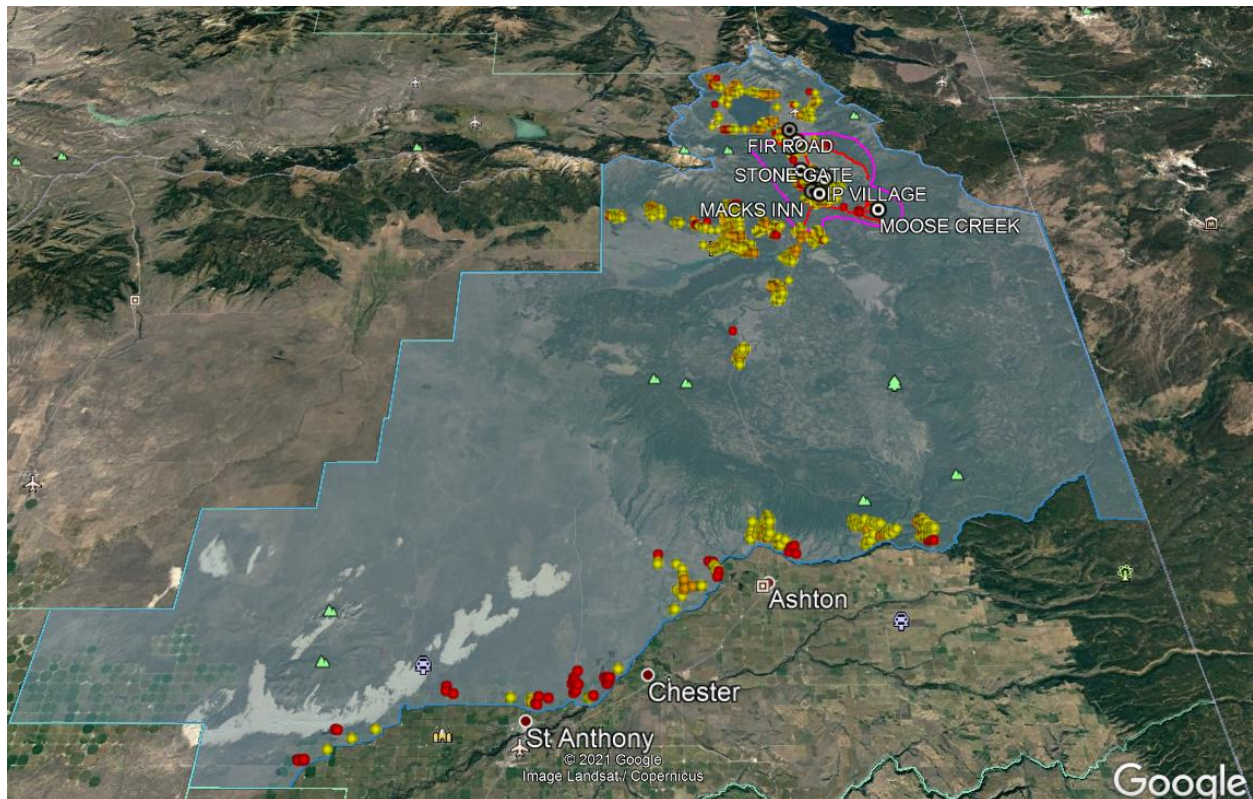 FIR ROAD
STONE GATE
IP VILLAGE
MACKS INN
MOOSE CREEK
Ashton
Chester
St Anthony
© 2021 Google
Image Landsat / Copernicus
Google